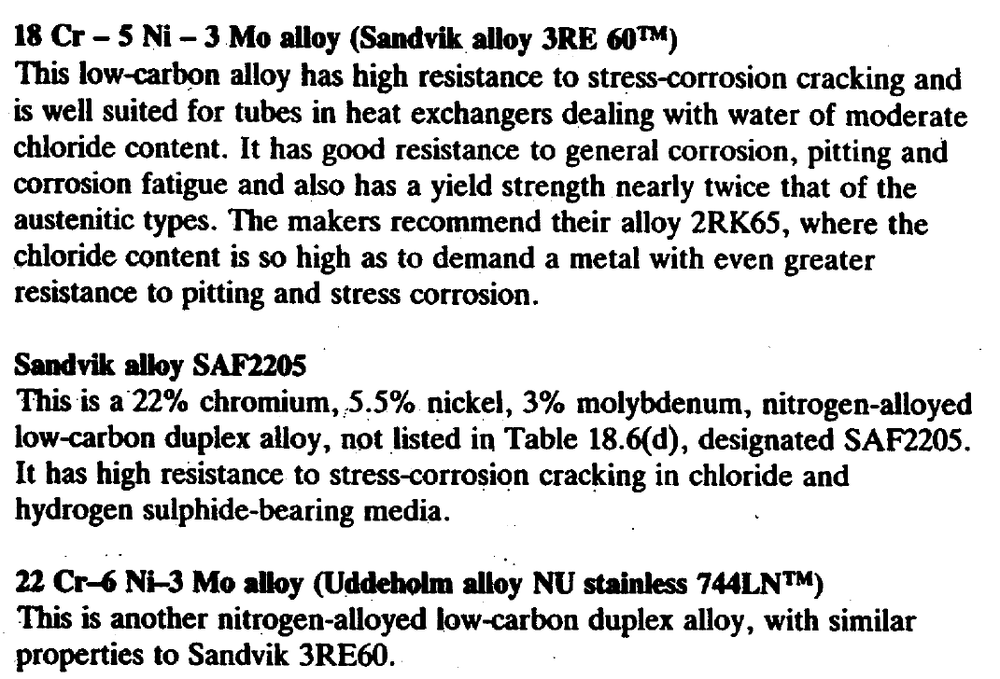 18 Cr – 5 Ni – 3 Mo alloy (Sandvik alloy 3RE 60™)
This low-carbon alloy has high resistance to stress-corrosion cracking and
is well suited for tubes in heat exchangers dealing with water of moderate
chloride content. It has good resistance to general corrosion, pitting and
corrosion fatigue and also has a yield strength nearly twice that of the
austenitic types. The makers recommend their alloy 2RK65, where the
chloride content is so high as to demand a metal with even greater
resistance to pitting and stress corrosion.
Sandvik alloy SAF2205
This is a 22% chromium, 5.5% nickel, 3% molybdenum, nitrogen-alloyed
low-carbon duplex alloy, not listed in Table 18.6(d), designated SAF2205.
It has high resistance to stress-corrosion cracking in chloride and
hydrogen sulphide-bearing media.
22 Cr–6 Ni–3 Mo alloy (Uddeholm alloy NU stainless 744LN™)
This is another nitrogen-alloyed low-carbon duplex alloy, with similar
properties to Sandvik 3RE60.